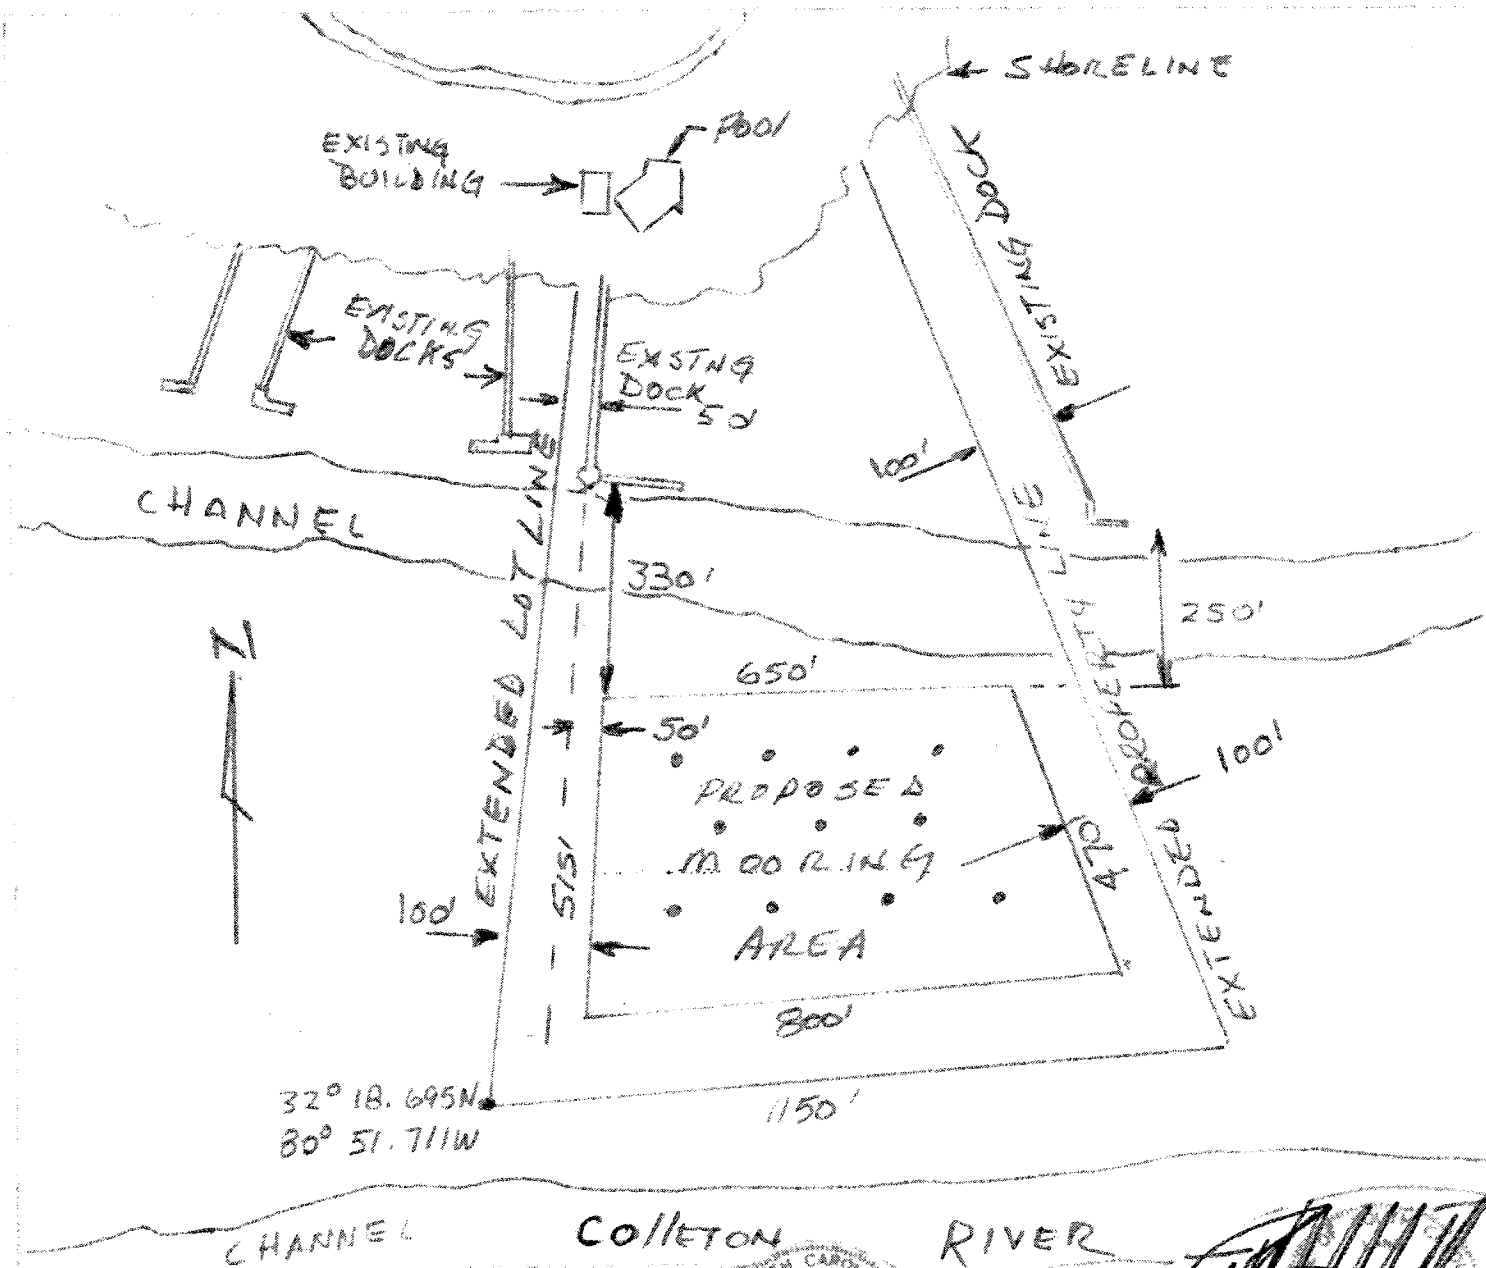 SHORELINE
POOl
EXISTING
BUILDING
EXISTING DOCK
EXISTING
DOCKS
EXISTNG
DOCK
50'
100'
CHANNEL
330'
250'
N
EXTENDED LOT LINE
EXTENDED PROPERTY LINE
650'
50'
100'
PROPOSED
MOORING
AREA
470
515'
100'
800'
32° 18.695N
80° 51.711W
1150'
CHANNEL
COllETON RIVER